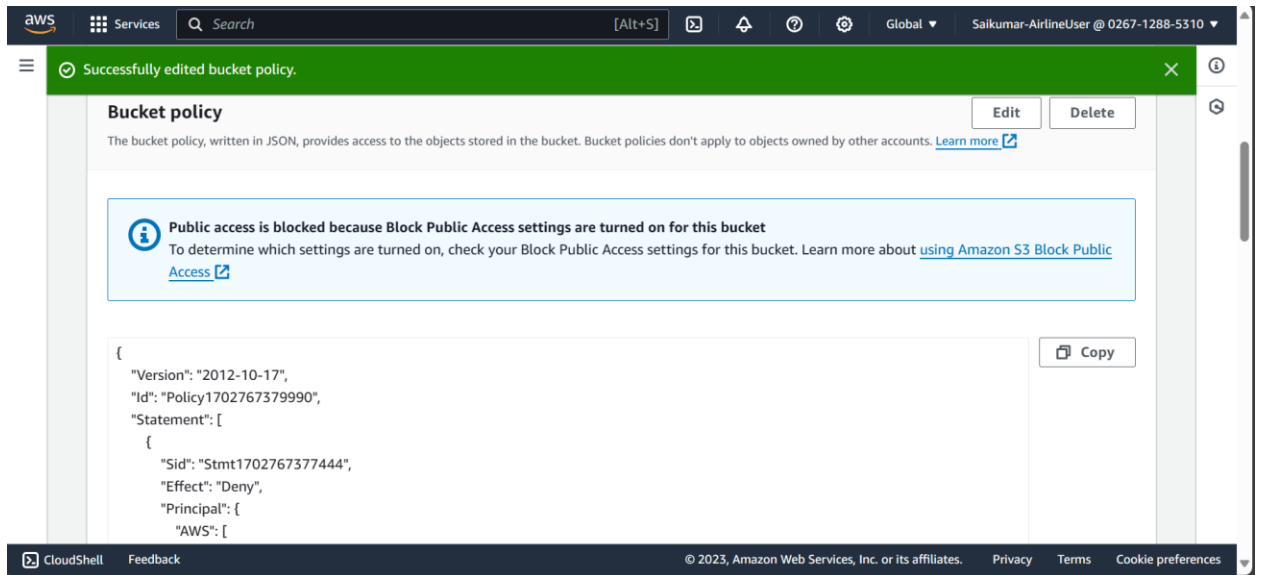 aws Services Search [Alt+S] Global ▼ Saikumar-AirlineUser @ 0267-1288-5310 ▼
Successfully edited bucket policy.
Bucket policy Edit Delete
The bucket policy, written in JSON, provides access to the objects stored in the bucket. Bucket policies don't apply to objects owned by other accounts. Learn more
Public access is blocked because Block Public Access settings are turned on for this bucket
To determine which settings are turned on, check your Block Public Access settings for this bucket. Learn more about using Amazon S3 Block Public
Access
Copy
{
"Version": "2012-10-17",
"Id": "Policy1702767379990",
"Statement": [
{
"Sid": "Stmt1702767377444",
"Effect": "Deny",
"Principal": {
"AWS": [
CloudShell Feedback © 2023, Amazon Web Services, Inc. or its affiliates. Privacy Terms Cookie preferences